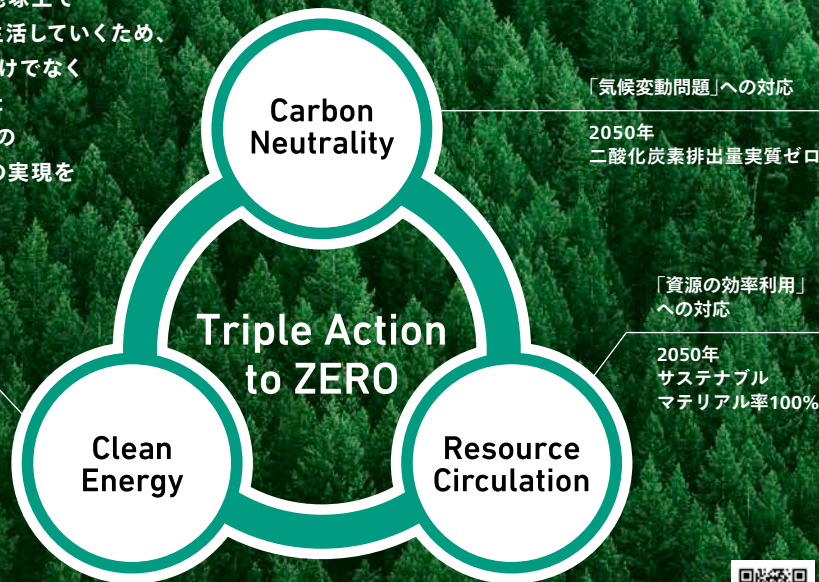 生活していくため、
けでなく
の
の実現を
Carbon
Neutrality
「気候変動問題」への対応
2050年
二酸化炭素排出量実質ゼロ
「資源の効率利用」
への対応
2050年
サステナブル
マテリアル率100%
Triple Action
to ZERO
Clean
Energy
Resource
Circulation